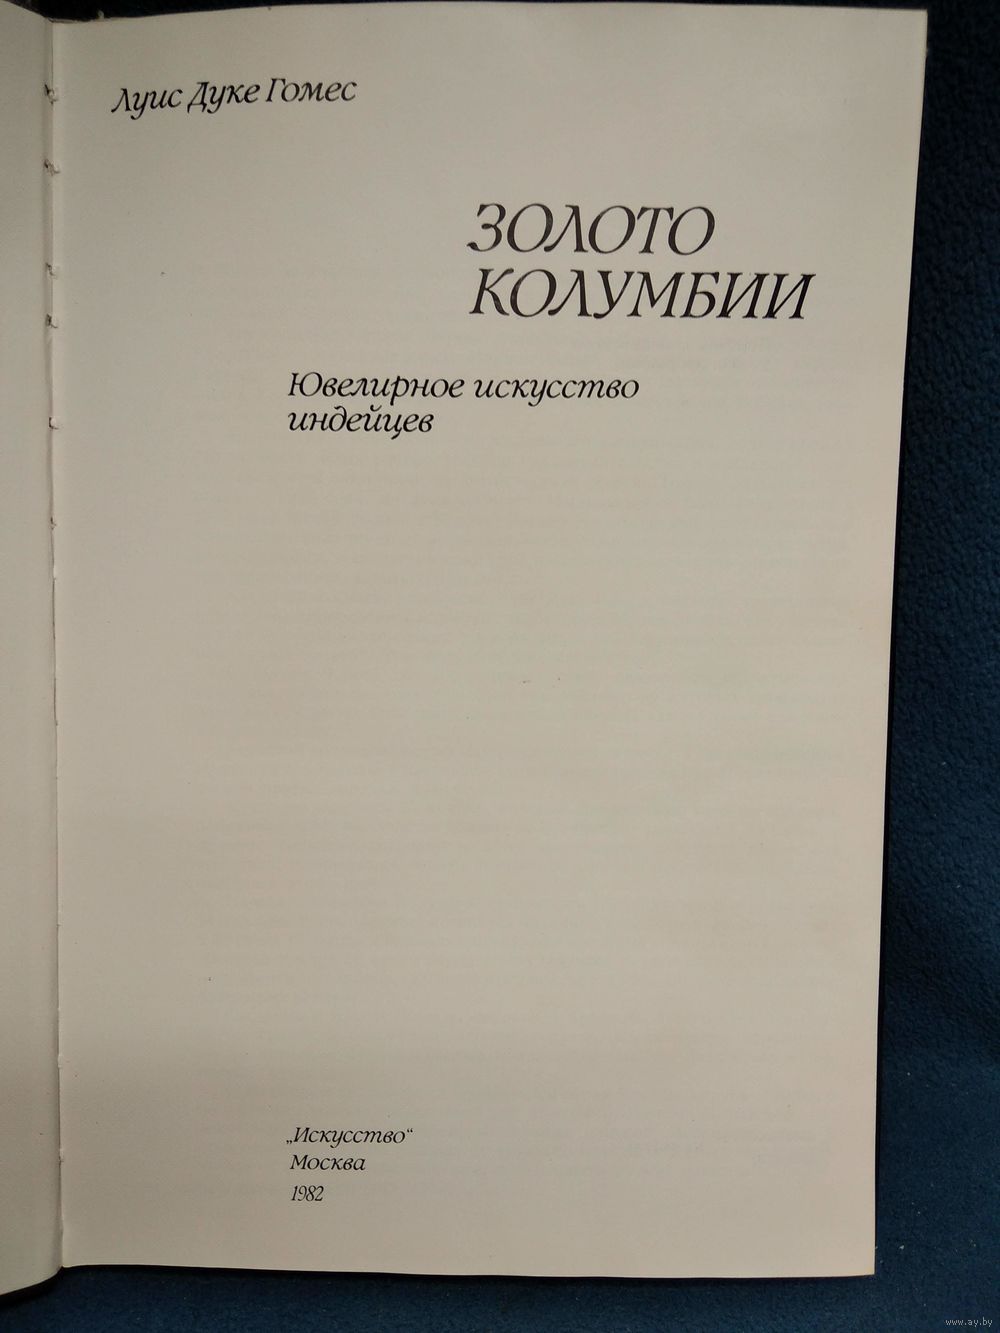 Луис Дуке Гомес
ЗОЛОТО
КОЛУМБИИ
Ювелирное искусство
индейцев
„Искусство“
Москва
1982
www.ay.by